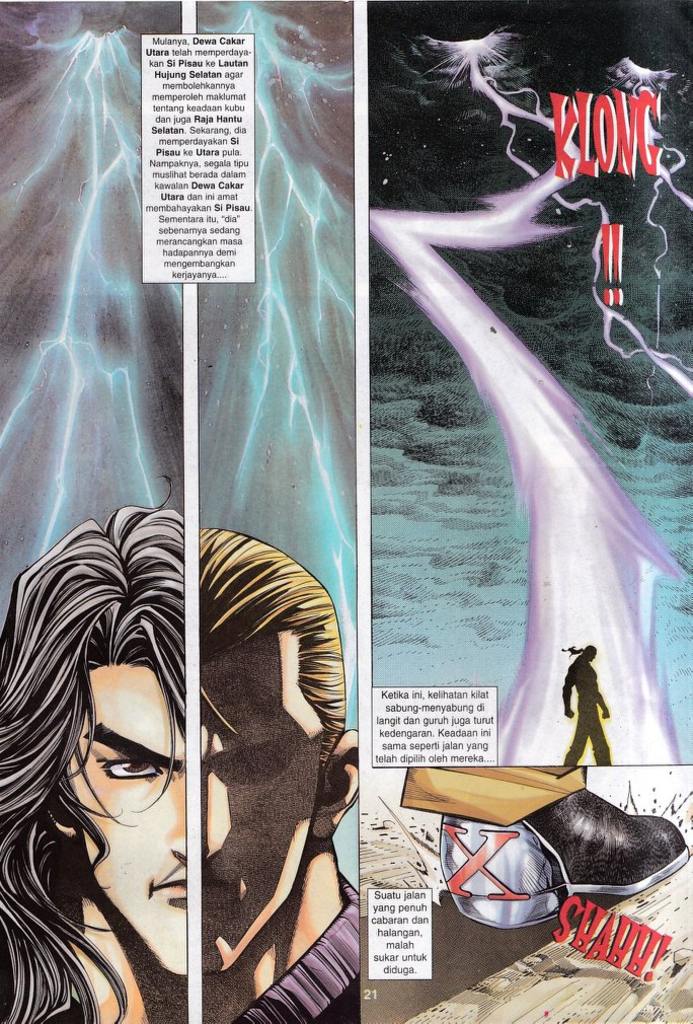 Mulanya, Dewa Cakar
Utara telah memperdaya-
kan Si Pisau ke Lautan
Hujung Selatan agar
membolehkannya
memperoleh maklumat
tentang keadaan kubu
dan juga Raja Hantu
Selatan. Sekarang, dia
memperdayakan Si
Pisau ke Utara pula.
Nampaknya, segala tipu
muslihat berada dalam
kawalan Dewa Cakar
Utara dan ini amat
membahayakan Si Pisau.
Sementara itu, "dia"
sebenarnya sedang
merancangkan masa
hadapannya demi
mengembangkan
kerjayanya....
KLONG
!!
Ketika ini, kelihatan kilat
sabung-menyabung di
langit dan guruh juga turut
kedengaran. Keadaan ini
sama seperti jalan yang
telah dipilih oleh mereka....
X
Suatu jalan
yang penuh
cabaran dan
halangan,
malah
sukar untuk
diduga.
SHAHH!
21